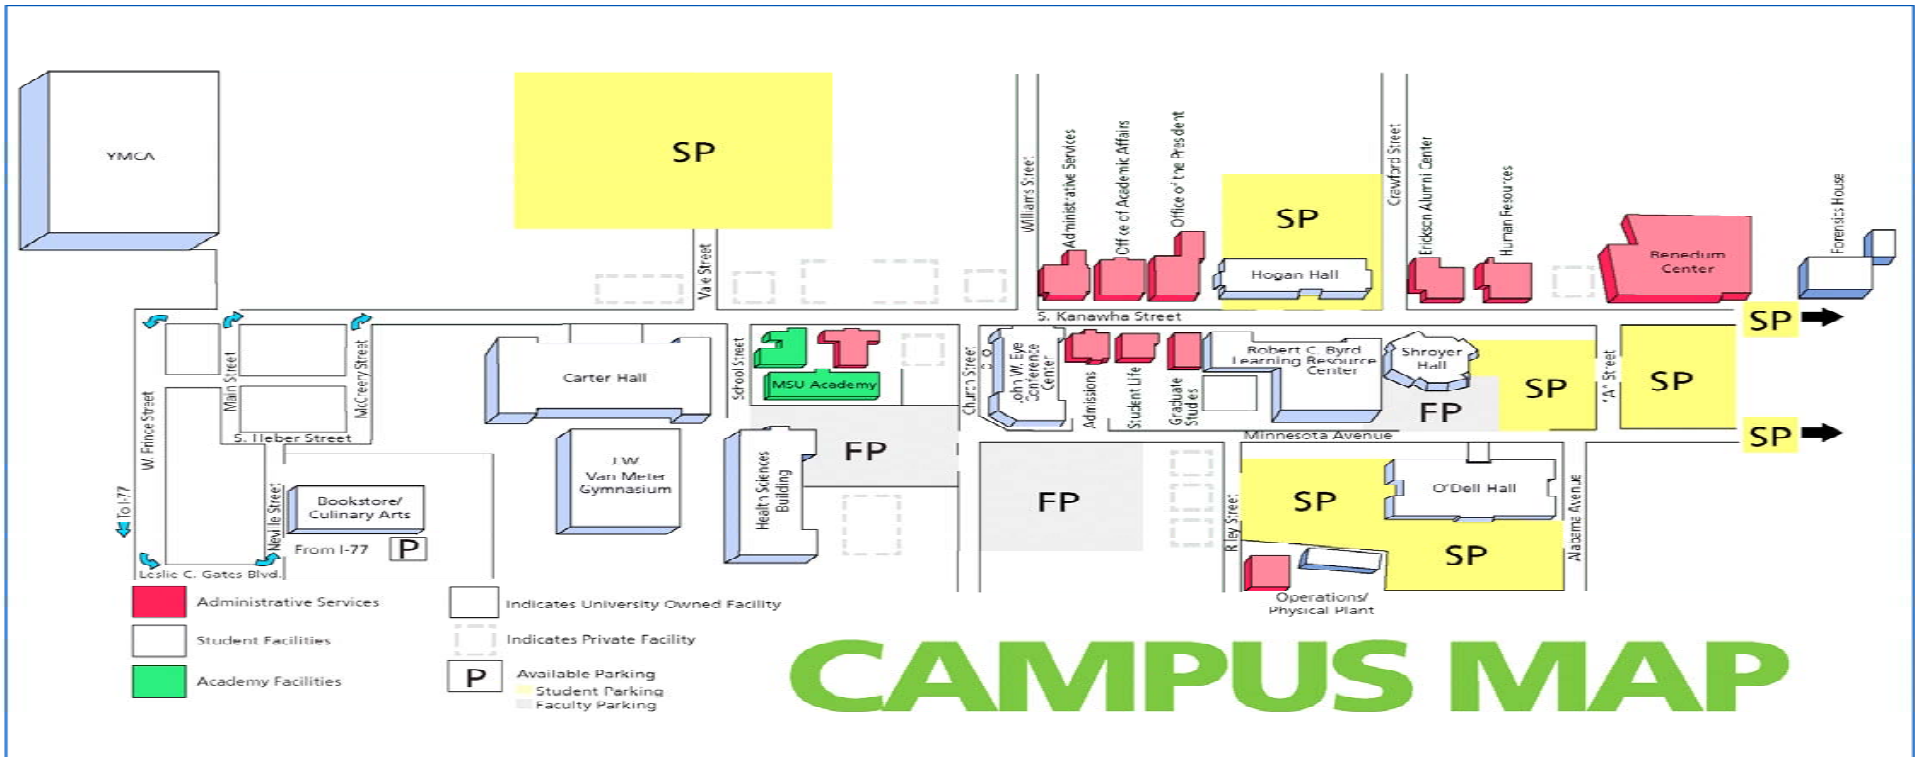 YMCA
SP
Vale Street
Williams Street
Administrative Services
Office of Academic Affairs
Office of the President
SP
Hogan Hall
Crawford Street
Erickson Alumni Center
Human Resources
Benedum
Center
Forensics House
S. Kanawha Street
SP
W. Prince Street
Main Street
McCreery Street
S. Heber Street
Carter Hall
School Street
MSU Academy
Church Street
John W. Eye
Conference
Center
Admissions
Student Life
Graduate
Studies
Robert C. Byrd
Learning Resource
Center
Shroyer
Hall
FP
SP
"A" Street
SP
SP
Minnesota Avenue
To I-77
Neville Street
Bookstore/
Culinary Arts
From I-77
P
Leslie C. Gates Blvd.
J.W.
Van Meter
Gymnasium
Health Sciences
Building
FP
FP
Riley Street
SP
O'Dell Hall
SP
Alabama Avenue
Operations/
Physical Plant
Administrative Services
Student Facilities
Academy Facilities
Indicates University Owned Facility
Indicates Private Facility
P
Available Parking
Student Parking
Faculty Parking
CAMPUS MAP